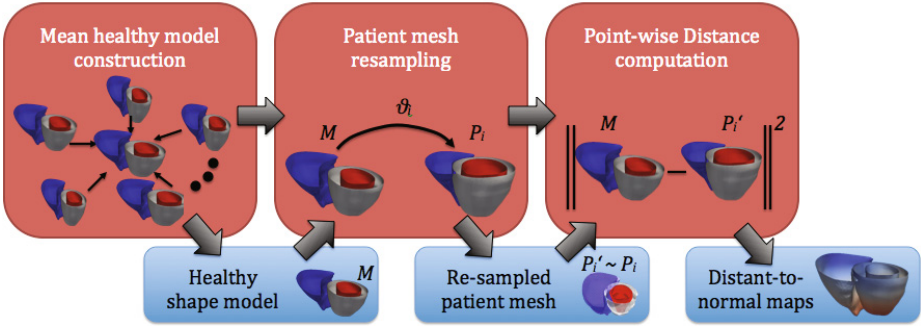 Mean healthy model
construction
Patient mesh
resampling
ϑᵢ
M
Pᵢ
Point-wise Distance
computation
M
Pᵢ'
2
Healthy
shape model
M
Re-sampled
patient mesh
Pᵢ' ~ Pᵢ
Distant-to-
normal maps